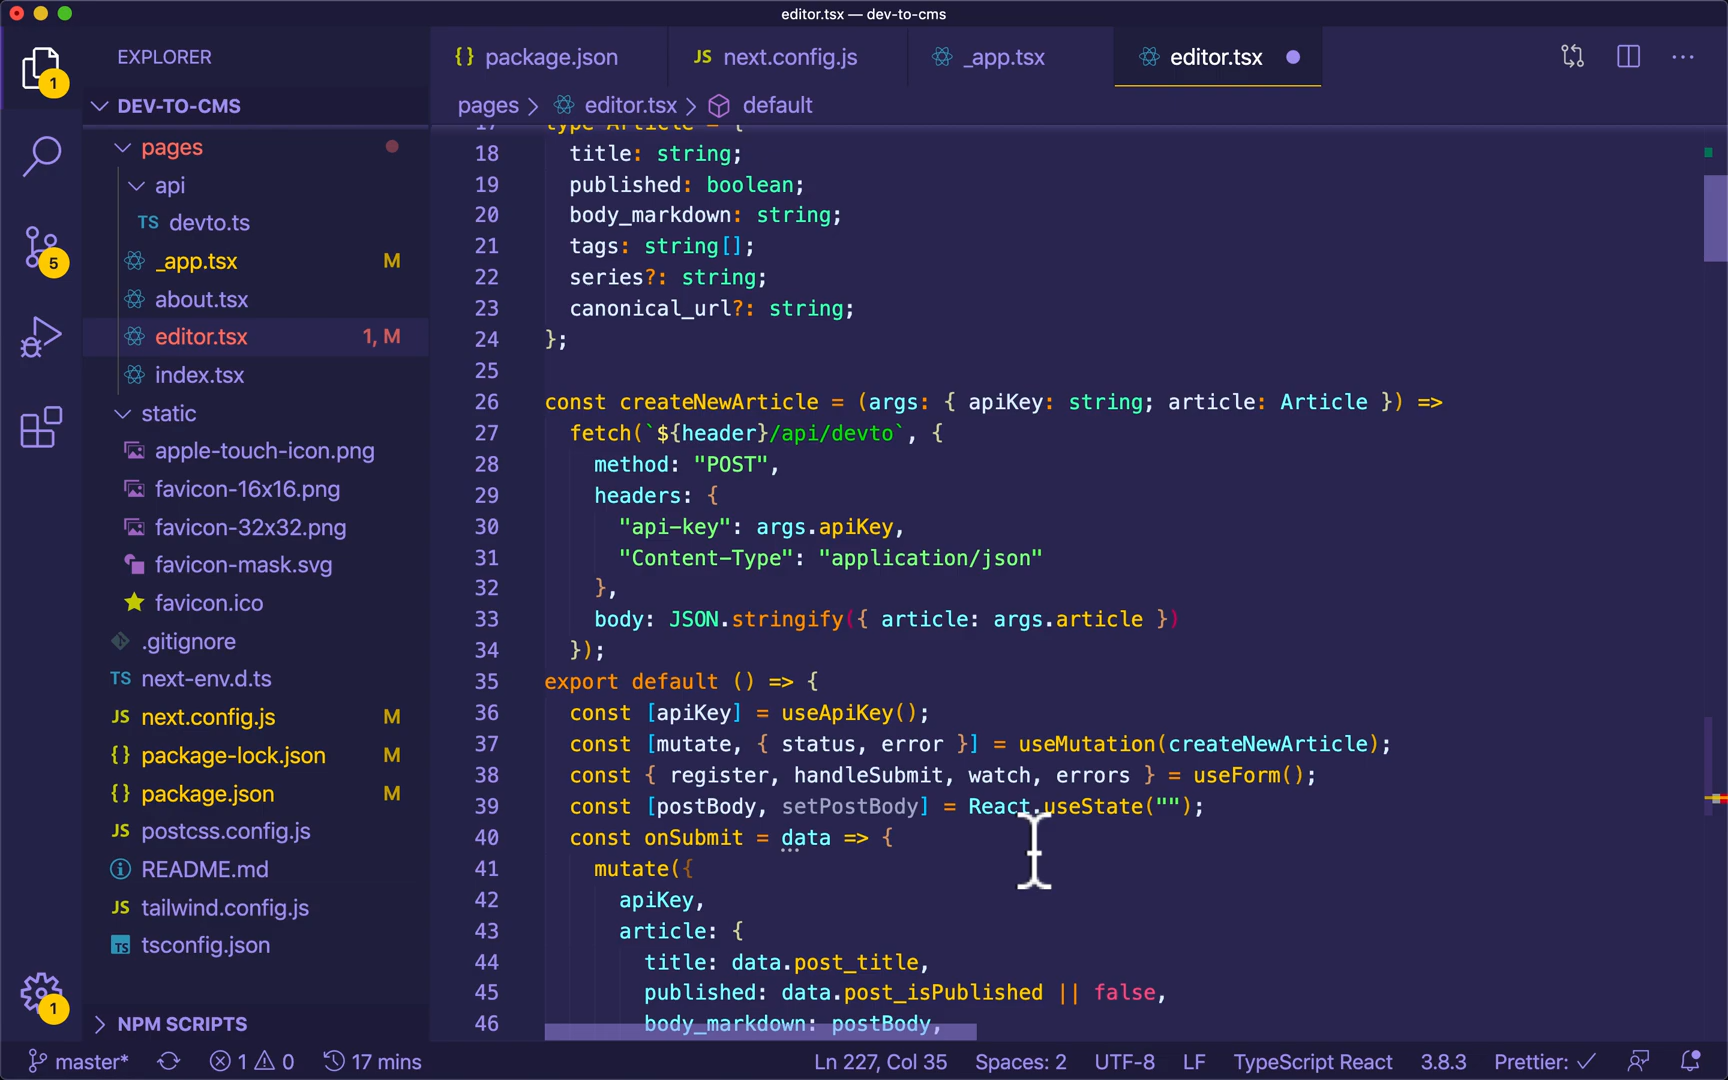 editor.tsx — dev-to-cms
EXPLORER
DEV-TO-CMS
pages
api
TS devto.ts
_app.tsx M
about.tsx
editor.tsx 1, M
index.tsx
static
apple-touch-icon.png
favicon-16x16.png
favicon-32x32.png
favicon-mask.svg
favicon.ico
.gitignore
TS next-env.d.ts
JS next.config.js M
{} package-lock.json M
{} package.json M
JS postcss.config.js
README.md
JS tailwind.config.js
TS tsconfig.json
NPM SCRIPTS
1
5
1
{} package.json
JS next.config.js
_app.tsx
editor.tsx
pages > editor.tsx > default
17 type Article = {
18 title: string;
19 published: boolean;
20 body_markdown: string;
21 tags: string[];
22 series?: string;
23 canonical_url?: string;
24 };
25
26 const createNewArticle = (args: { apiKey: string; article: Article }) =>
27 fetch(`${header}/api/devto`, {
28 method: "POST",
29 headers: {
30 "api-key": args.apiKey,
31 "Content-Type": "application/json"
32 },
33 body: JSON.stringify({ article: args.article })
34 });
35 export default () => {
36 const [apiKey] = useApiKey();
37 const [mutate, { status, error }] = useMutation(createNewArticle);
38 const { register, handleSubmit, watch, errors } = useForm();
39 const [postBody, setPostBody] = React.useState("");
40 const onSubmit = data => {
41 mutate({
42 apiKey,
43 article: {
44 title: data.post_title,
45 published: data.post_isPublished || false,
46 body_markdown: postBody,
master* 1 0 17 mins Ln 227, Col 35 Spaces: 2 UTF-8 LF TypeScript React 3.8.3 Prettier: ✓